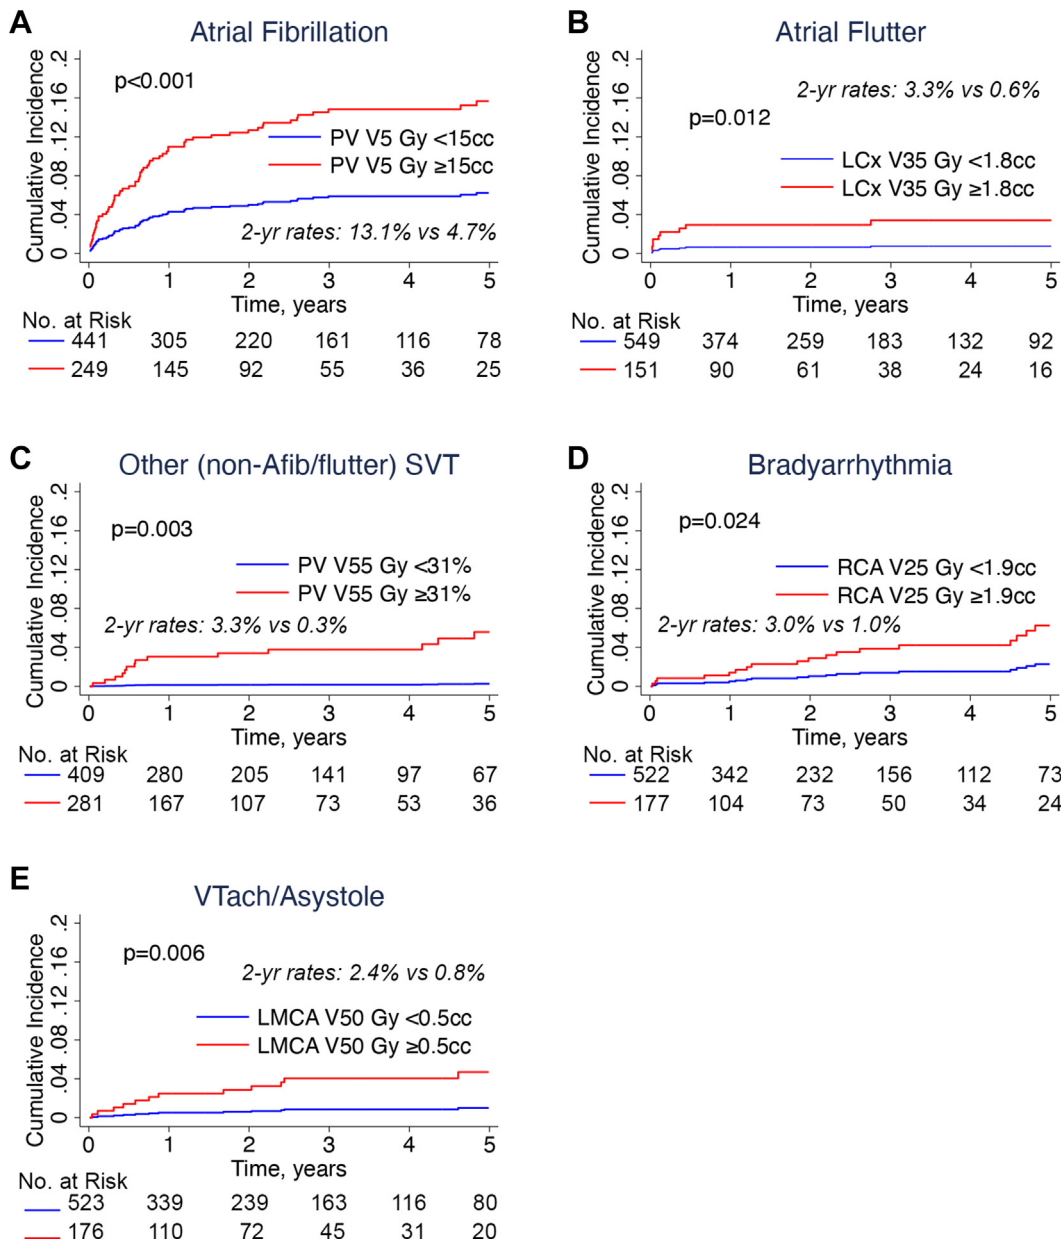 A
Atrial Fibrillation
Cumulative Incidence
0 .04 .08 .12 .16 .2
p<0.001
PV V5 Gy <15cc
PV V5 Gy ≥15cc
2-yr rates: 13.1% vs 4.7%
0 1 2 3 4 5
Time, years
No. at Risk
441 305 220 161 116 78
249 145 92 55 36 25
B
Atrial Flutter
Cumulative Incidence
0 .04 .08 .12 .16 .2
2-yr rates: 3.3% vs 0.6%
p=0.012
LCx V35 Gy <1.8cc
LCx V35 Gy ≥1.8cc
0 1 2 3 4 5
Time, years
No. at Risk
549 374 259 183 132 92
151 90 61 38 24 16
C
Other (non-Afib/flutter) SVT
Cumulative Incidence
0 .04 .08 .12 .16 .2
p=0.003
PV V55 Gy <31%
PV V55 Gy ≥31%
2-yr rates: 3.3% vs 0.3%
0 1 2 3 4 5
Time, years
No. at Risk
409 280 205 141 97 67
281 167 107 73 53 36
D
Bradyarrhythmia
Cumulative Incidence
0 .04 .08 .12 .16 .2
p=0.024
RCA V25 Gy <1.9cc
RCA V25 Gy ≥1.9cc
2-yr rates: 3.0% vs 1.0%
0 1 2 3 4 5
Time, years
No. at Risk
522 342 232 156 112 73
177 104 73 50 34 24
E
VTach/Asystole
Cumulative Incidence
0 .04 .08 .12 .16 .2
p=0.006
2-yr rates: 2.4% vs 0.8%
LMCA V50 Gy <0.5cc
LMCA V50 Gy ≥0.5cc
0 1 2 3 4 5
Time, years
No. at Risk
523 339 239 163 116 80
176 110 72 45 31 20